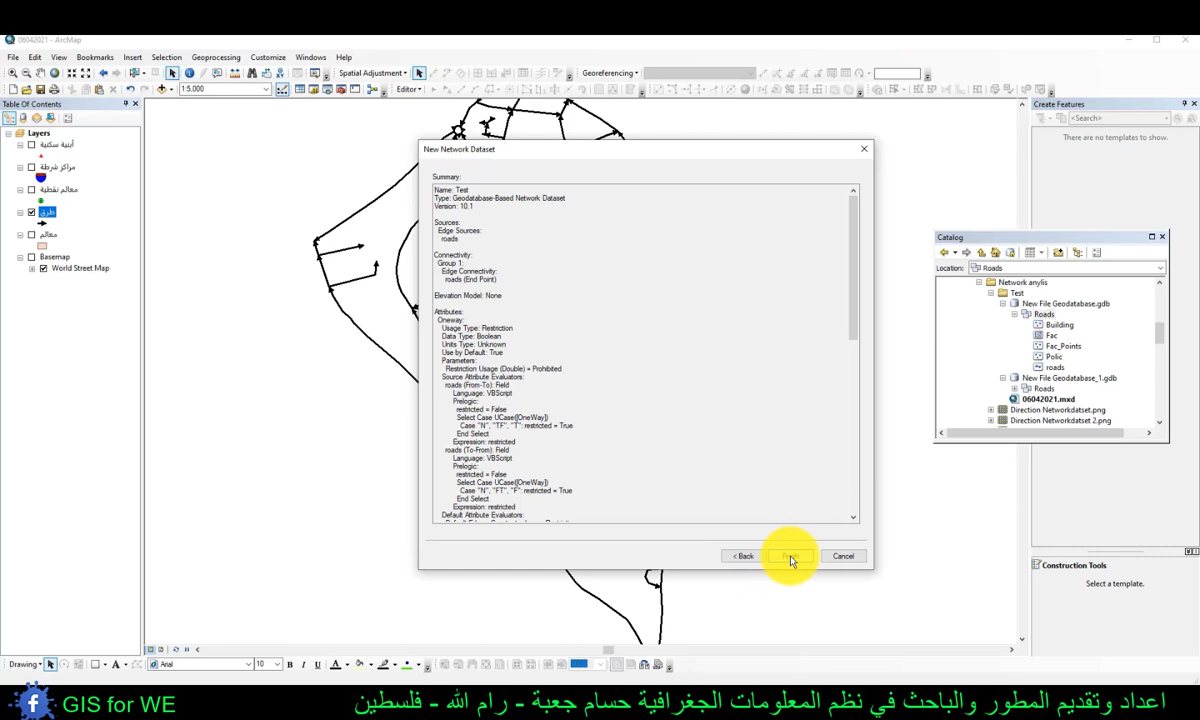 06042021 - ArcMap
File Edit View Bookmarks Insert Selection Geoprocessing Customize Windows Help
Spatial Adjustment Georeferencing
1:5,000 Editor
Table Of Contents
Layers
أبنية سكنية
مراكز شرطة
معالم نقطية
طرق
معالم
Basemap
World Street Map
New Network Dataset
Summary:
Name: Test
Type: Geodatabase-Based Network Dataset
Version: 10.1
Sources:
Edge Sources:
roads
Connectivity:
Group 1:
Edge Connectivity:
roads (End Point)
Elevation Model: None
Attributes:
Oneway:
Usage Type: Restriction
Data Type: Boolean
Units Type: Unknown
Use by Default: True
Parameters:
Restriction Usage (Double) = Prohibited
Source Attribute Evaluators:
roads (From-To): Field
Language: VBScript
Prelogic:
restricted = False
Select Case UCase([OneWay])
Case "N", "TF", "T": restricted = True
End Select
Expression: restricted
roads (To-From): Field
Language: VBScript
Prelogic:
restricted = False
Select Case UCase([OneWay])
Case "N", "FT", "F": restricted = True
End Select
Expression: restricted
Default Attribute Evaluators:
< Back Cancel
Catalog
Location: Roads
Network anylis
Test
New File Geodatabase.gdb
Roads
Building
Fac
Fac_Points
Polic
roads
New File Geodatabase_1.gdb
Roads
06042021.mxd
Direction Networkdatset.png
Direction Networkdatset 2.png
Create Features
<Search>
There are no templates to show.
Construction Tools
Select a template.
Drawing Arial 10 B I U A
f GIS for WE
اعداد وتقديم المطور والباحث في نظم المعلومات الجغرافية حسام جعبة - رام الله - فلسطين